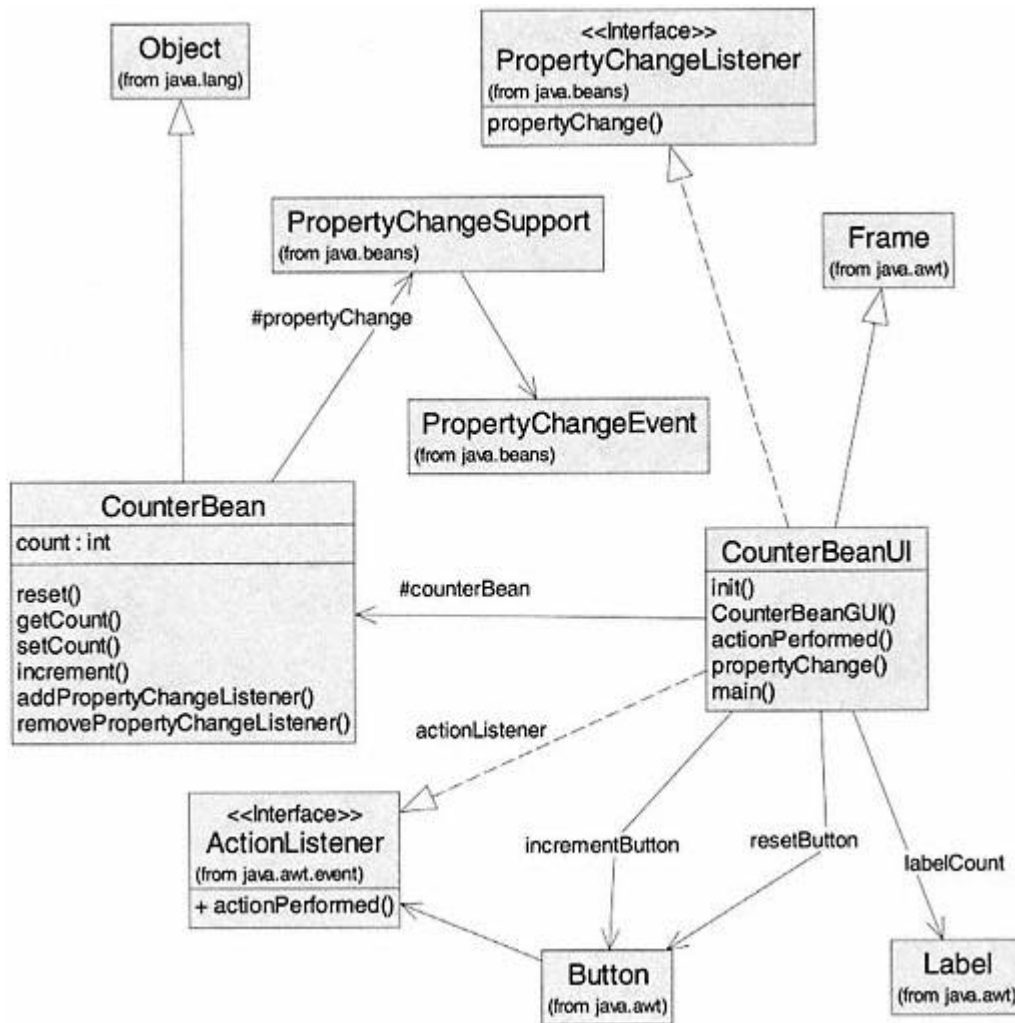 Object
(from java.lang)
<<Interface>>
PropertyChangeListener
(from java.beans)
propertyChange()
PropertyChangeSupport
(from java.beans)
Frame
(from java.awt)
#propertyChange
PropertyChangeEvent
(from java.beans)
CounterBean
count : int
reset()
getCount()
setCount()
increment()
addPropertyChangeListener()
removePropertyChangeListener()
#counterBean
CounterBeanUI
init()
CounterBeanGUI()
actionPerformed()
propertyChange()
main()
actionListener
<<Interface>>
ActionListener
(from java.awt.event)
+ actionPerformed()
incrementButton
resetButton
labelCount
Button
(from java.awt)
Label
(from java.awt)